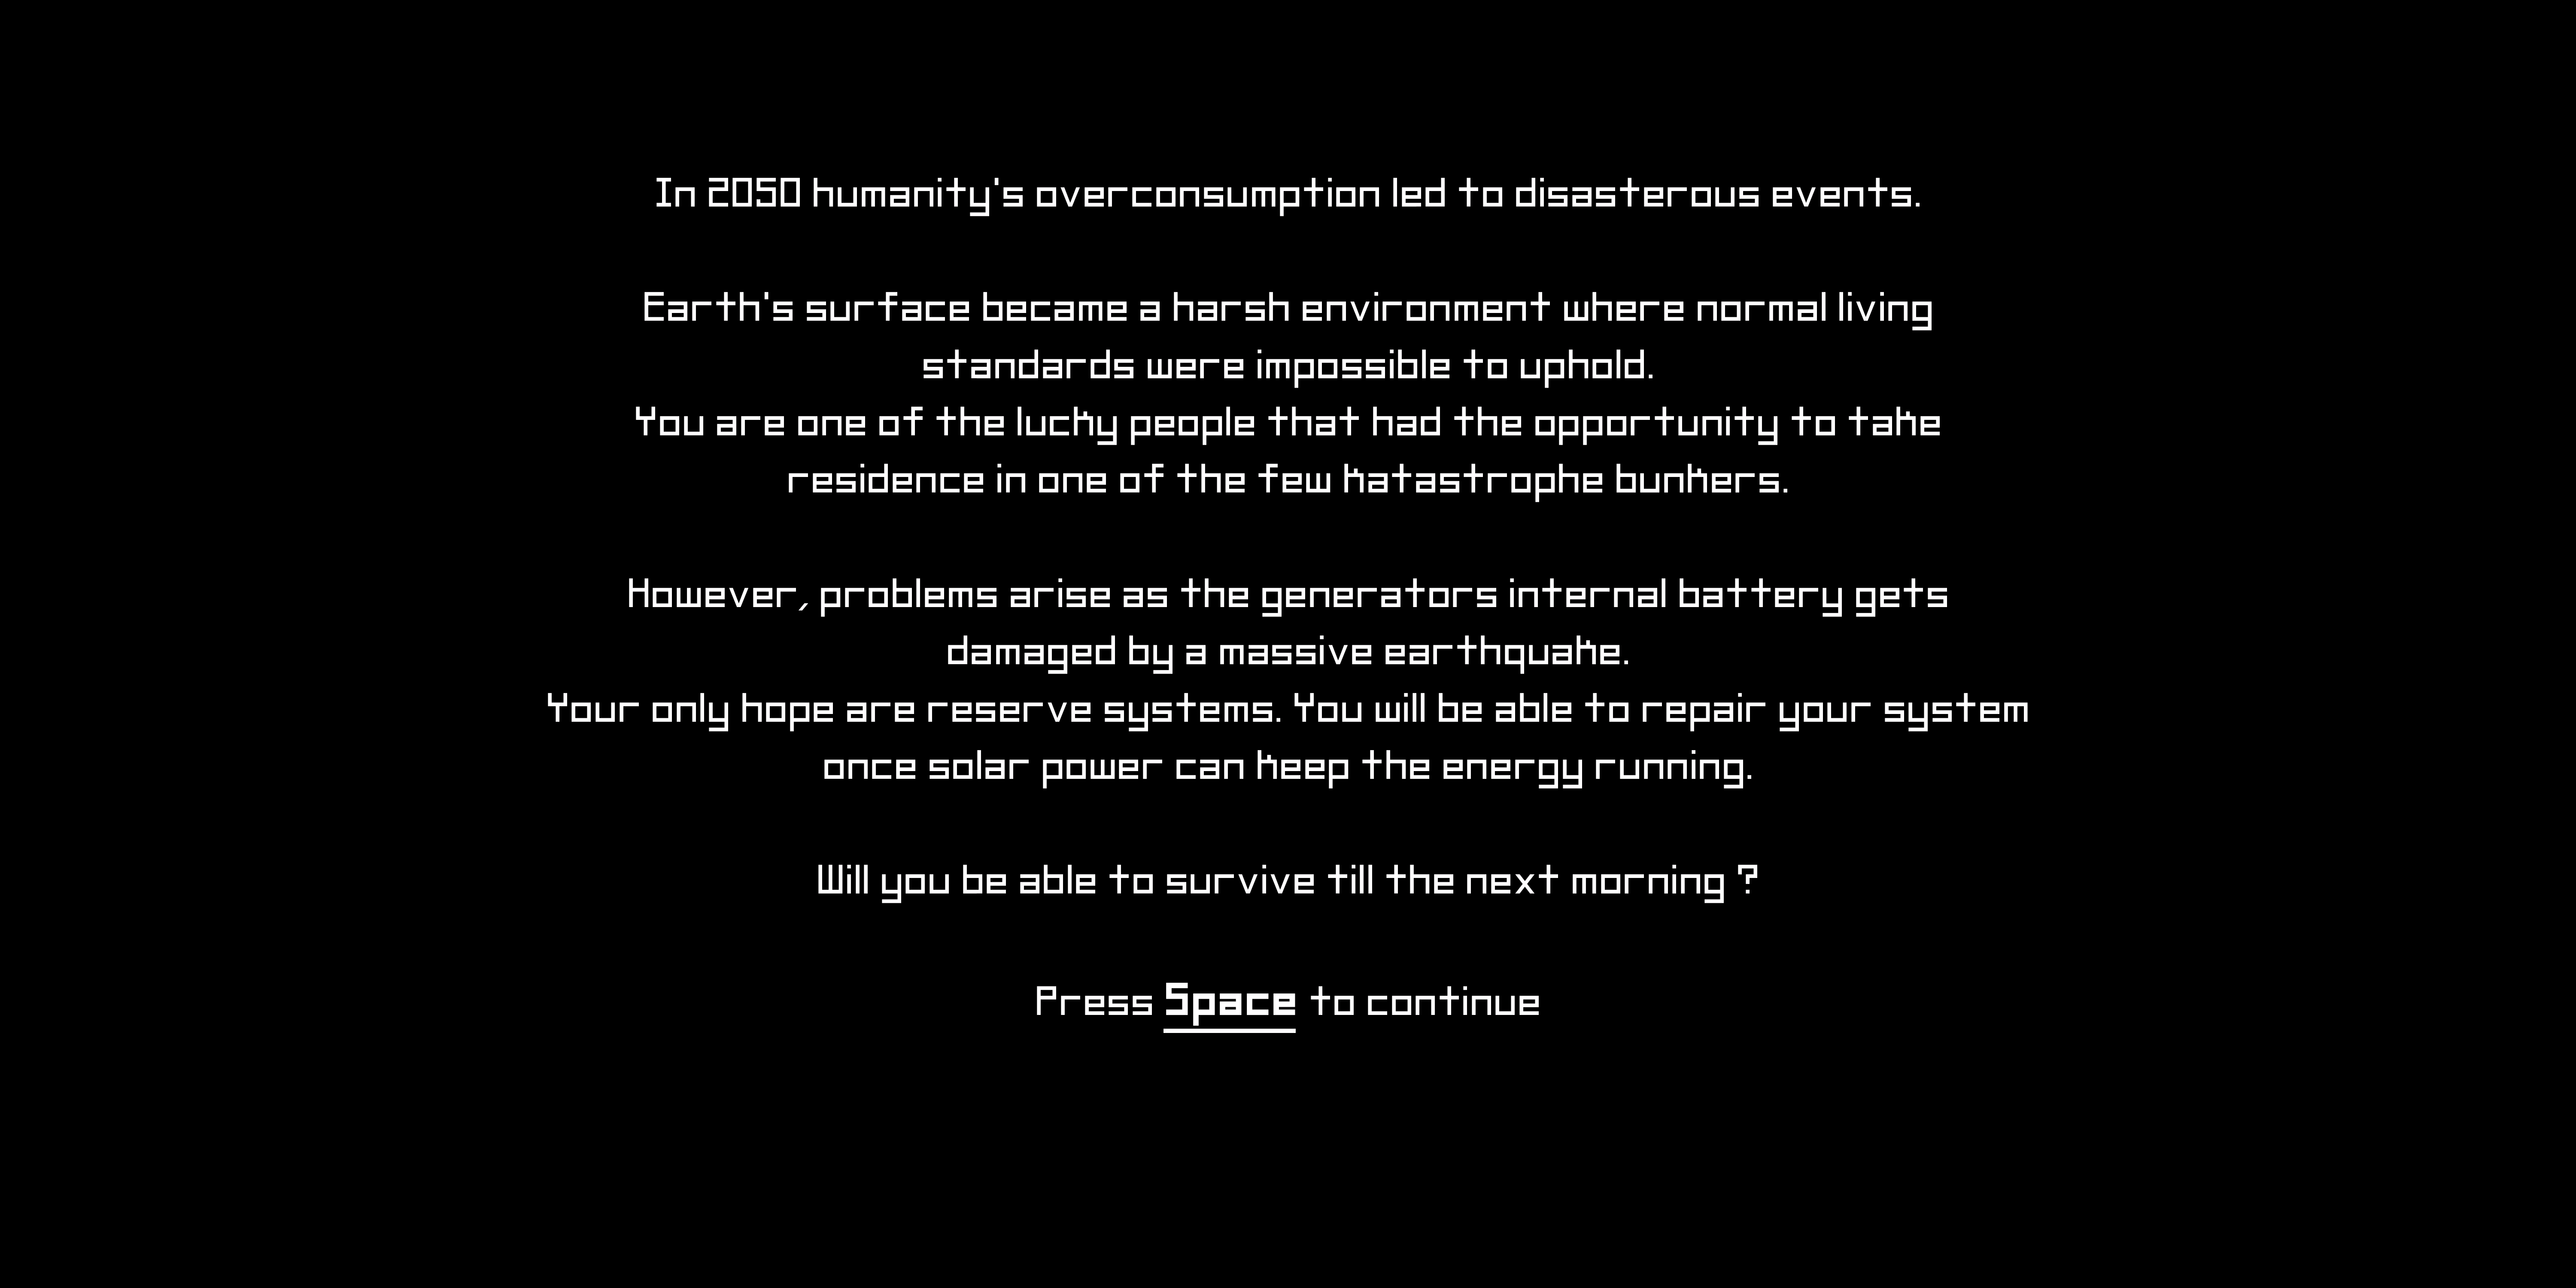 In 2050 humanity's overconsumption led to disasterous events.
Earth's surface became a harsh environment where normal living
standards were impossible to uphold.
You are one of the lucky people that had the opportunity to take
residence in one of the few katastrophe bunkers.
However, problems arise as the generators internal battery gets
damaged by a massive earthquake.
Your only hope are reserve systems. You will be able to repair your system
once solar power can keep the energy running.
Will you be able to survive till the next morning ?
Press Space to continue